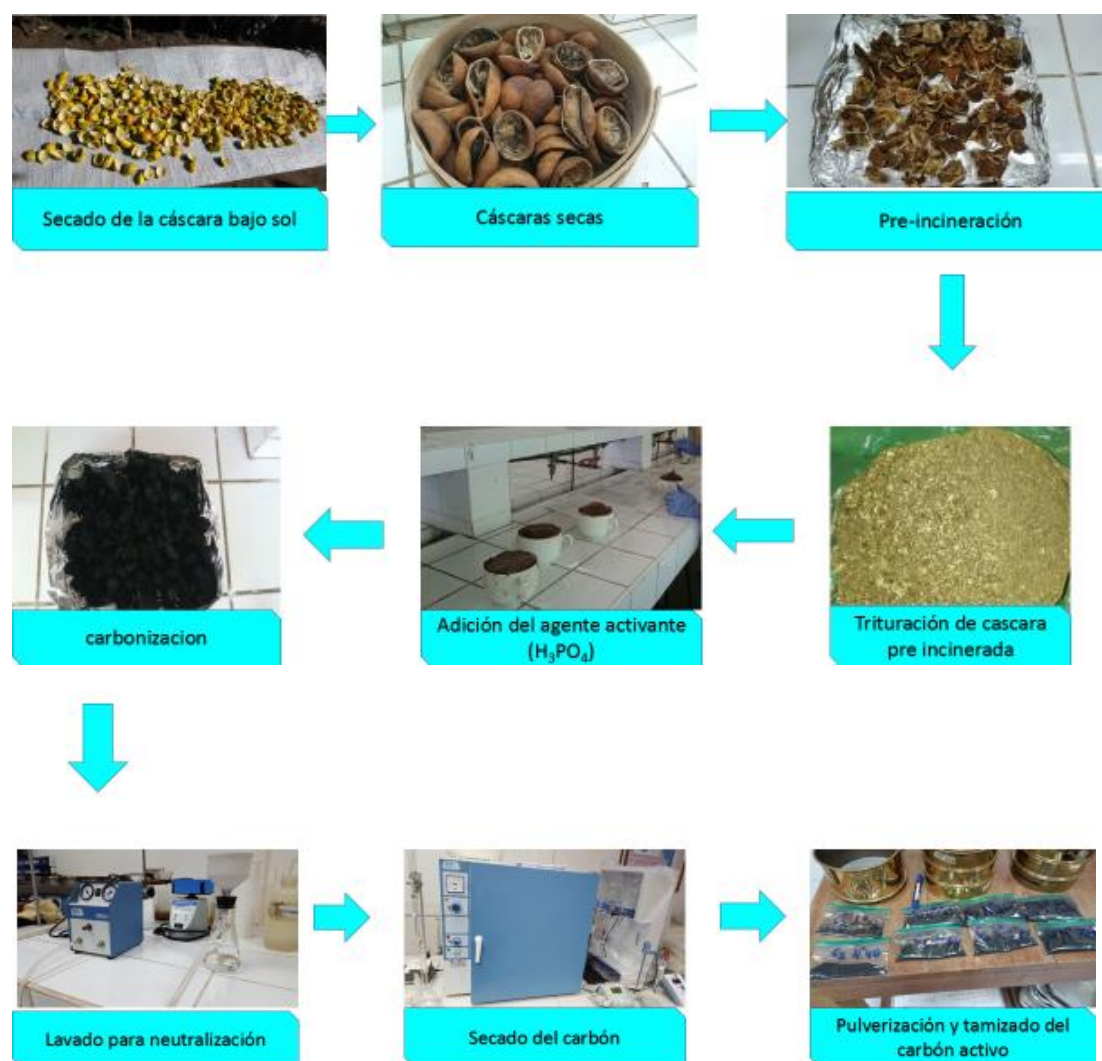 Secado de la cáscara bajo sol
Cáscaras secas
Pre-incineración
Trituración de cascara
pre incinerada
Adición del agente activante
(H₃PO₄)
carbonizacion
Lavado para neutralización
Secado del carbón
Pulverización y tamizado del
carbón activo